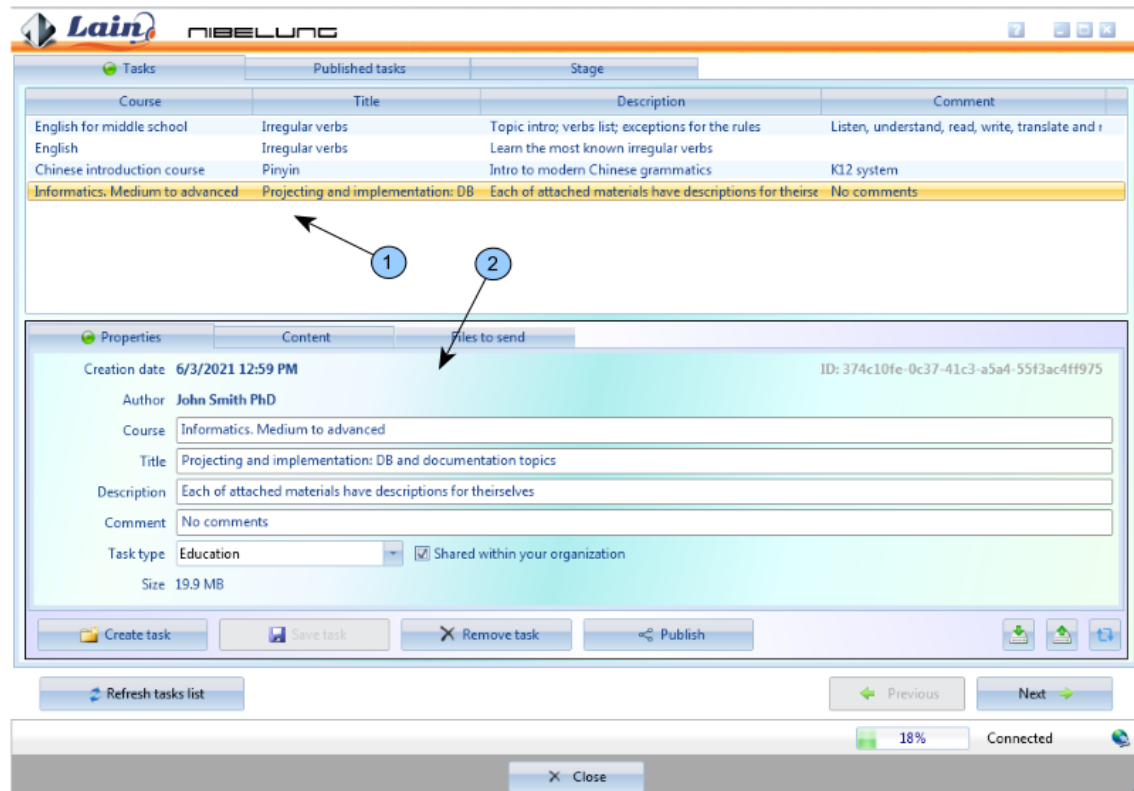 Lain NIBELUNG
Tasks Published tasks Stage
Course Title Description Comment
English for middle school Irregular verbs Topic intro; verbs list; exceptions for the rules Listen, understand, read, write, translate and
English Irregular verbs Learn the most known irregular verbs
Chinese introduction course Pinyin Intro to modern Chinese grammatics K12 system
Informatics. Medium to advanced Projecting and implementation: DB Each of attached materials have descriptions for theirse No comments
1 2
Properties Content Files to send
Creation date 6/3/2021 12:59 PM ID: 374c10fe-0c37-41c3-a5a4-55f3ac4ff975
Author John Smith PhD
Course Informatics. Medium to advanced
Title Projecting and implementation: DB and documentation topics
Description Each of attached materials have descriptions for theirselves
Comment No comments
Task type Education Shared within your organization
Size 19.9 MB
Create task Save task Remove task Publish
Refresh tasks list Previous Next
18% Connected
Close